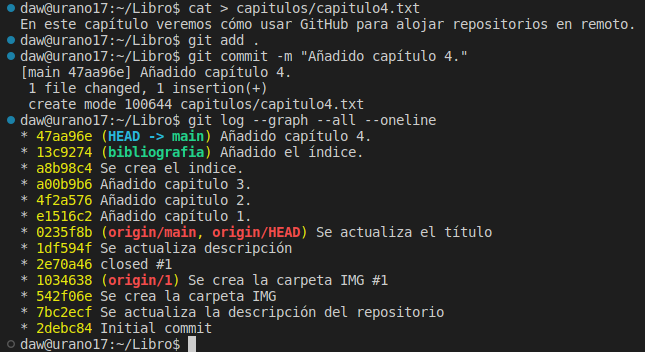 daw@urano17:~/Libro$ cat > capitulos/capitulo4.txt
En este capítulo veremos cómo usar GitHub para alojar repositorios en remoto.
daw@urano17:~/Libro$ git add .
daw@urano17:~/Libro$ git commit -m "Añadido capítulo 4."
[main 47aa96e] Añadido capítulo 4.
 1 file changed, 1 insertion(+)
 create mode 100644 capitulos/capitulo4.txt
daw@urano17:~/Libro$ git log --graph --all --oneline
* 47aa96e (HEAD -> main) Añadido capítulo 4.
* 13c9274 (bibliografia) Añadido el índice.
* a8b98c4 Se crea el indice.
* a00b9b6 Añadido capitulo 3.
* 4f2a576 Añadido capitulo 2.
* e1516c2 Añadido capítulo 1.
* 0235f8b (origin/main, origin/HEAD) Se actualiza el título
* 1df594f Se actualiza descripción
* 2e70a46 closed #1
* 1034638 (origin/1) Se crea la carpeta IMG #1
* 542f06e Se crea la carpeta IMG
* 7bc2ecf Se actualiza la descripción del repositorio
* 2debc84 Initial commit
daw@urano17:~/Libro$